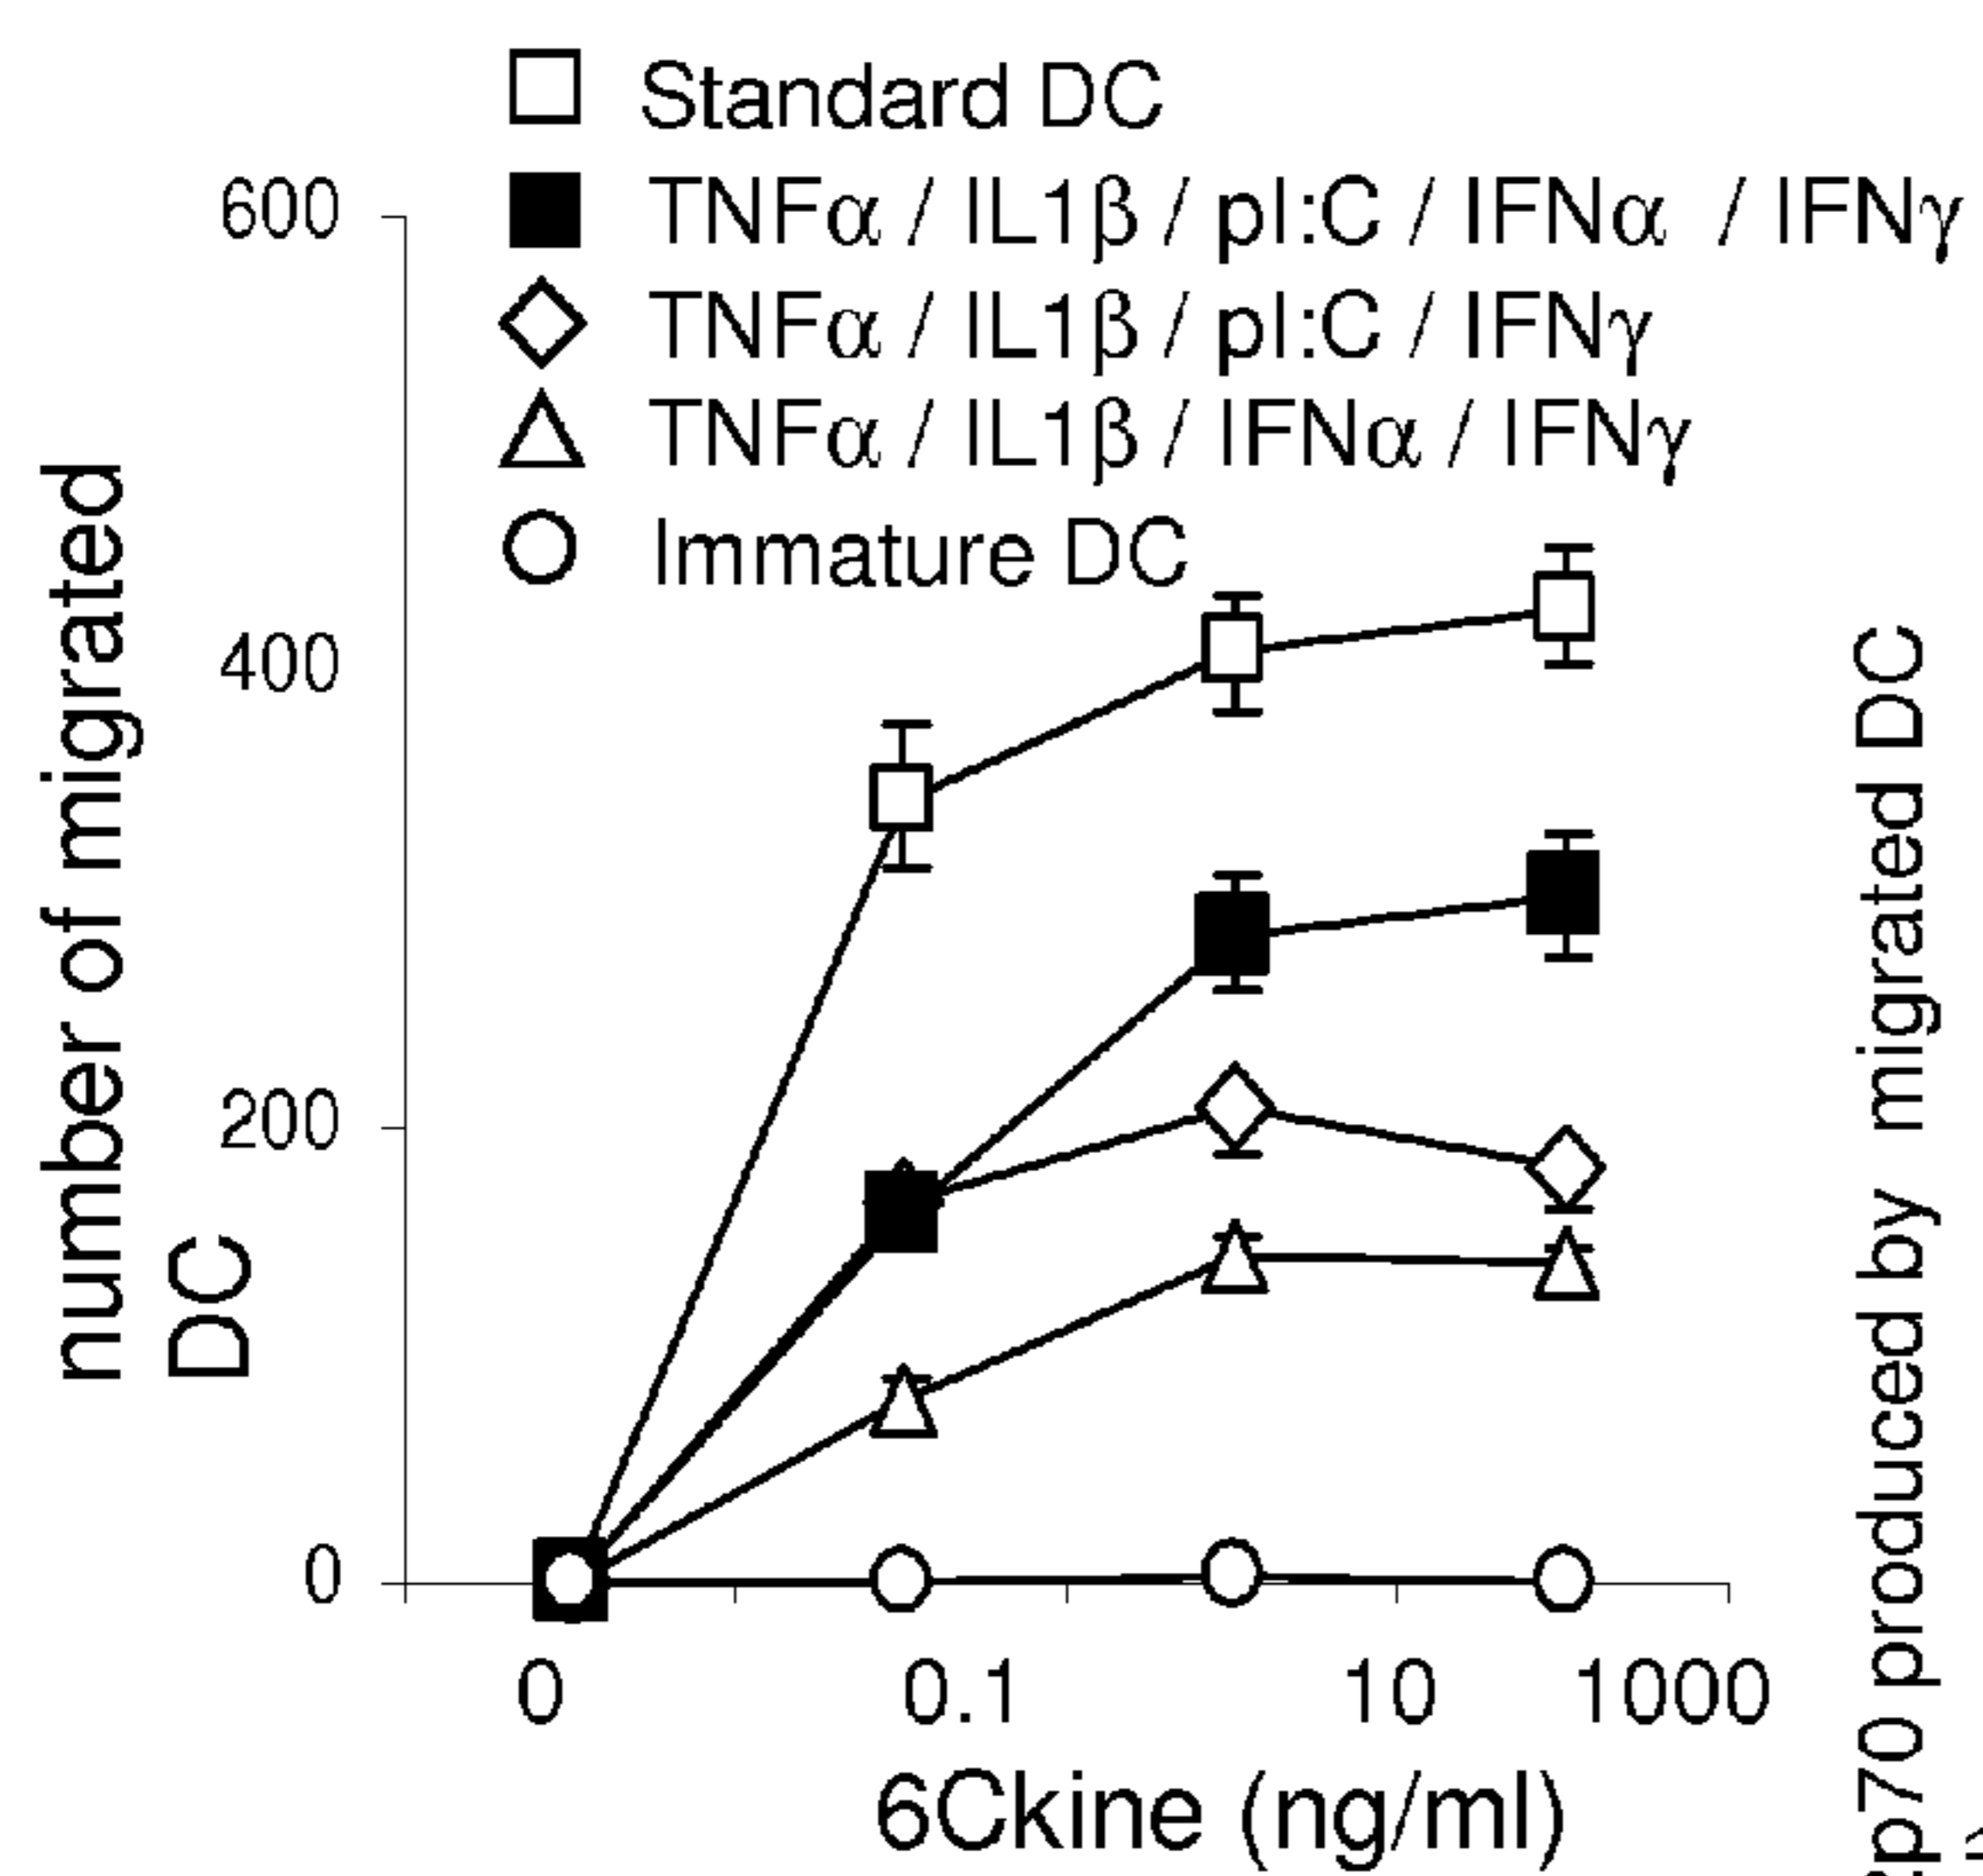 Standard DC
TNFα / IL1β / pI:C / IFNα / IFNγ
TNFα / IL1β / pI:C / IFNγ
TNFα / IL1β / IFNα / IFNγ
Immature DC
600
400
200
0
number of migrated
DC
0 0.1 10 1000
6Ckine (ng/ml)
p70 produced by migrated DC